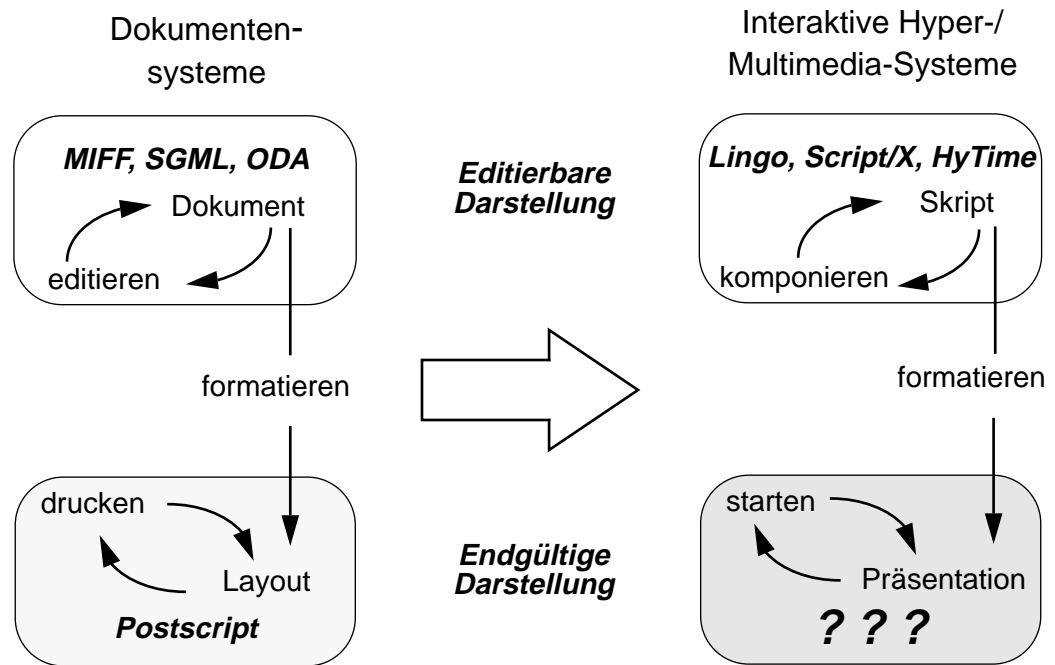 Dokumenten-
systeme
Interaktive Hyper-/
Multimedia-Systeme
MIFF, SGML, ODA
Dokument
editieren
Editierbare
Darstellung
Lingo, Script/X, HyTime
Skript
komponieren
formatieren
formatieren
drucken
Layout
Postscript
Endgültige
Darstellung
starten
Präsentation
? ? ?